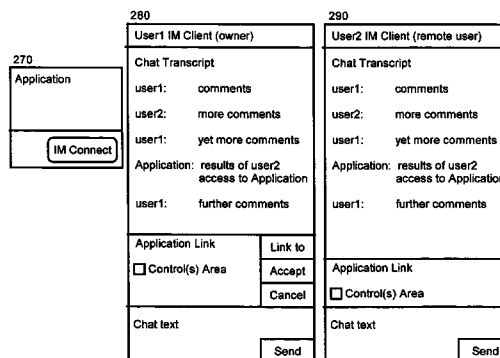 270
Application
IM Connect
280
User1 IM Client (owner)
Chat Transcript
user1: comments
user2: more comments
user1: yet more comments
Application: results of user2
access to Application
user1: further comments
Application Link
Control(s) Area
Link to
Accept
Cancel
Chat text
Send
290
User2 IM Client (remote user)
Chat Transcript
user1: comments
user2: more comments
user1: yet more comments
Application: results of user2
access to Application
user1: further comments
Application Link
Control(s) Area
Chat text
Send